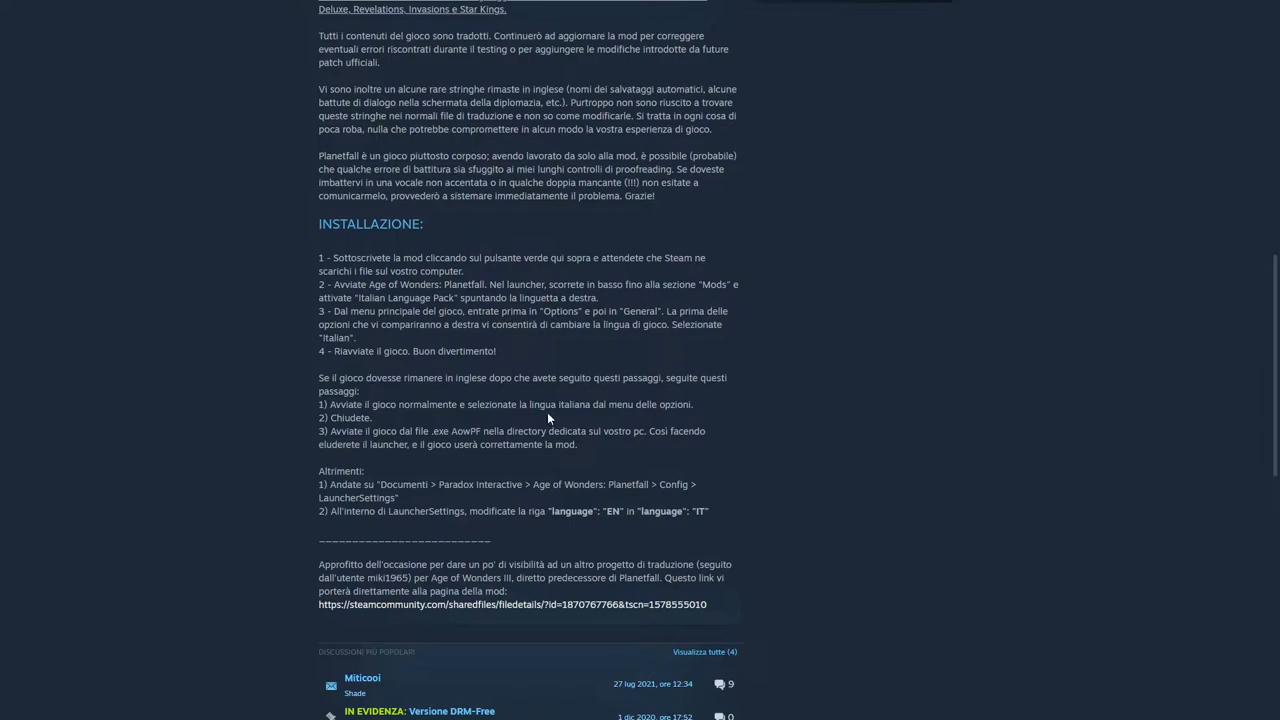 Deluxe, Revelations, Invasions e Star Kings.
Tutti i contenuti del gioco sono tradotti. Continuerò ad aggiornare la mod per correggere
eventuali errori riscontrati durante il testing o per aggiungere le modifiche introdotte da future
patch ufficiali.
Vi sono inoltre un alcune rare stringhe rimaste in inglese (nomi dei salvataggi automatici, alcune
battute di dialogo nella schermata della diplomazia, etc.). Purtroppo non sono riuscito a trovare
queste stringhe nei normali file di traduzione e non so come modificarle. Si tratta in ogni cosa di
poca roba, nulla che potrebbe compromettere in alcun modo la vostra esperienza di gioco.
Planetfall è un gioco piuttosto corposo; avendo lavorato da solo alla mod, è possibile (probabile)
che qualche errore di battitura sia sfuggito ai miei lunghi controlli di proofreading. Se doveste
imbattervi in una vocale non accentata o in qualche doppia mancante (!!!) non esitate a
comunicarmelo, provvederò a sistemare immediatamente il problema. Grazie!
INSTALLAZIONE:
1 - Sottoscrivete la mod cliccando sul pulsante verde qui sopra e attendete che Steam ne
scarichi i file sul vostro computer.
2 - Avviate Age of Wonders: Planetfall. Nel launcher, scorrete in basso fino alla sezione "Mods" e
attivate "Italian Language Pack" spuntando la linguetta a destra.
3 - Dal menu principale del gioco, entrate prima in "Options" e poi in "General". La prima delle
opzioni che vi compariranno a destra vi consentirà di cambiare la lingua di gioco. Selezionate
"Italian".
4 - Riavviate il gioco. Buon divertimento!
Se il gioco dovesse rimanere in inglese dopo che avete seguito questi passaggi, seguite questi
passaggi:
1) Avviate il gioco normalmente e selezionate la lingua italiana dal menu delle opzioni.
2) Chiudete.
3) Avviate il gioco dal file .exe AowPF nella directory dedicata sul vostro pc. Così facendo
eluderete il launcher, e il gioco userà correttamente la mod.
Altrimenti:
1) Andate su "Documenti > Paradox Interactive > Age of Wonders: Planetfall > Config >
LauncherSettings"
2) All'interno di LauncherSettings, modificate la riga "language": "EN" in "language": "IT"
__________________________
Approfitto dell'occasione per dare un po' di visibilità ad un altro progetto di traduzione (seguito
dall'utente miki1965) per Age of Wonders III, diretto predecessore di Planetfall. Questo link vi
porterà direttamente alla pagina della mod:
https://steamcommunity.com/sharedfiles/filedetails/?id=1870767766&tscn=1578555010
DISCUSSIONI PIÙ POPOLARI Visualizza tutte (4)
Miticooi 27 lug 2021, ore 12:34 9
Shade
IN EVIDENZA: Versione DRM-Free 1 dic 2020, ore 17:52 0